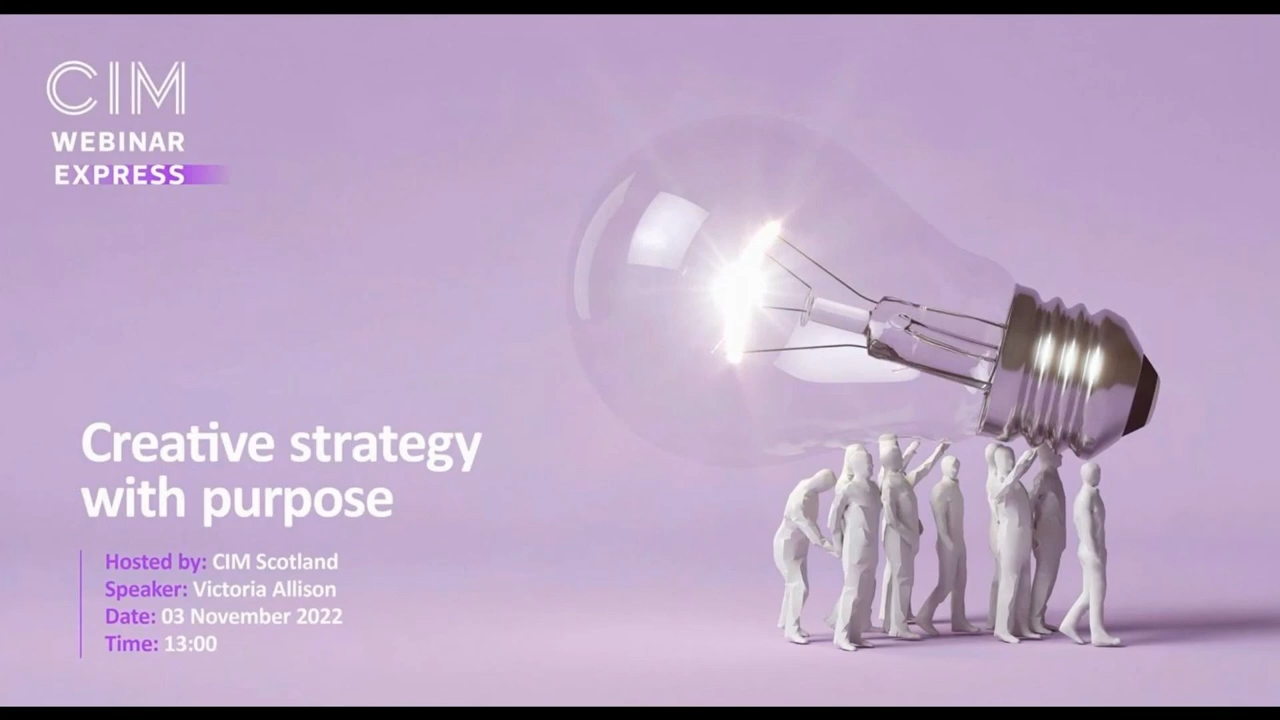 CIM
WEBINAR
EXPRESS
Creative strategy
with purpose
Hosted by: CIM Scotland
Speaker: Victoria Allison
Date: 03 November 2022
Time: 13:00